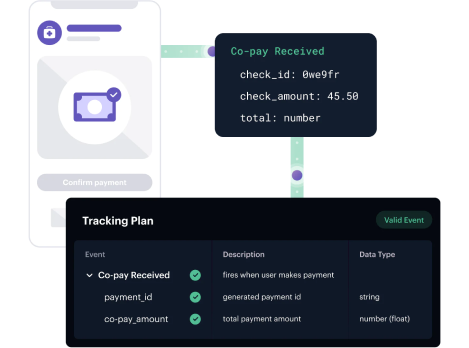 Co-pay Received
check_id: 0we9fr
check_amount: 45.50
total: number
Confirm payment
Tracking Plan
Valid Event
Event Description Data Type
Co-pay Received fires when user makes payment
payment_id generated payment id string
co-pay_amount total payment amount number (float)